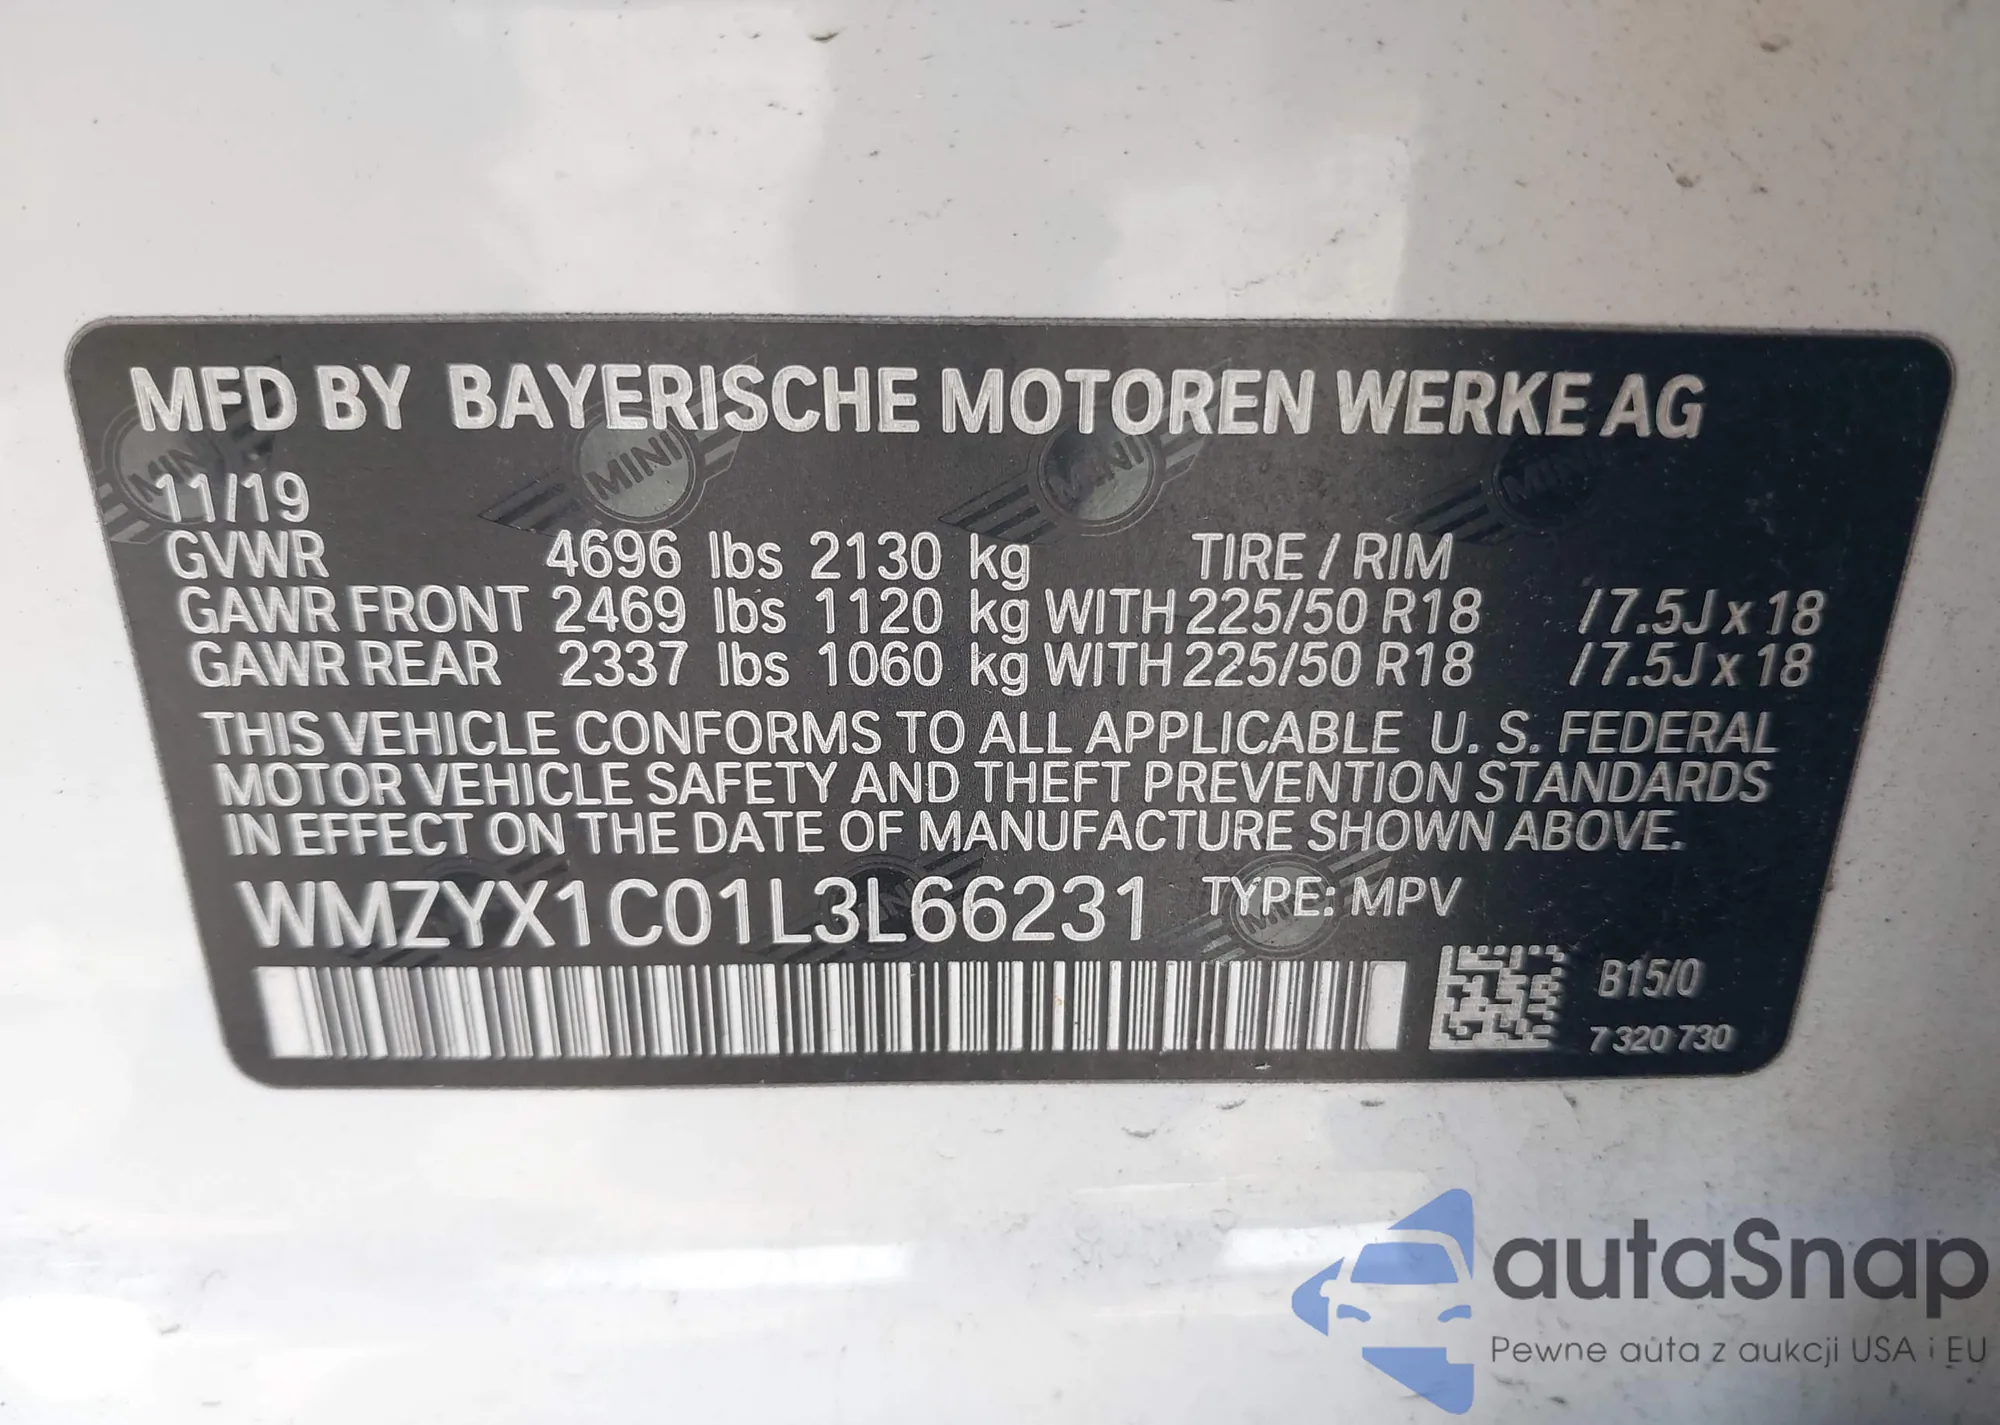 MFD BY BAYERISCHE MOTOREN WERKE AG
11/19
GVWR 4696 lbs 2130 kg TIRE / RIM
GAWR FRONT 2469 lbs 1120 kg WITH 225/50 R18 /7.5J x 18
GAWR REAR 2337 lbs 1060 kg WITH 225/50 R18 /7.5J x 18
THIS VEHICLE CONFORMS TO ALL APPLICABLE U. S. FEDERAL
MOTOR VEHICLE SAFETY AND THEFT PREVENTION STANDARDS
IN EFFECT ON THE DATE OF MANUFACTURE SHOWN ABOVE.
WMZYX1C01L3L66231 TYPE: MPV
B15/0
7 320 730
MINI
MINI
MINI
MINI
autaSnap
Pewne auta z aukcji USA i EU